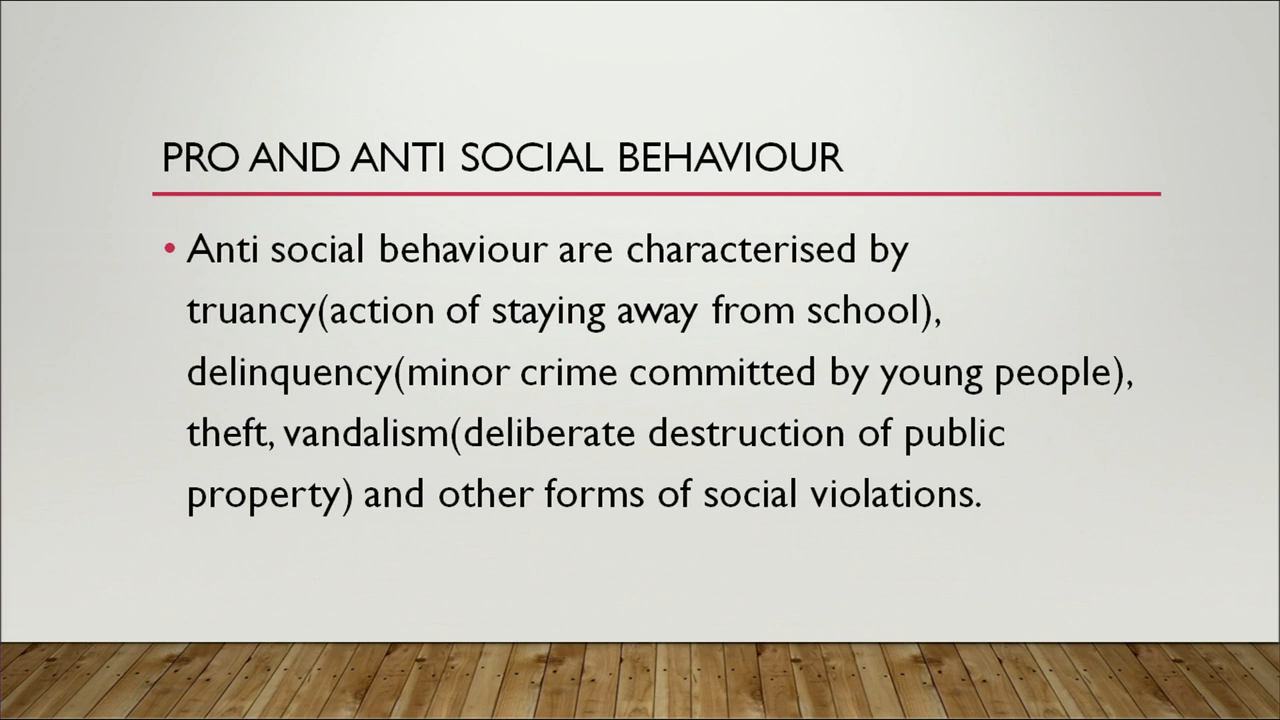 PRO AND ANTI SOCIAL BEHAVIOUR
• Anti social behaviour are characterised by
truancy(action of staying away from school),
delinquency(minor crime committed by young people),
theft, vandalism(deliberate destruction of public
property) and other forms of social violations.